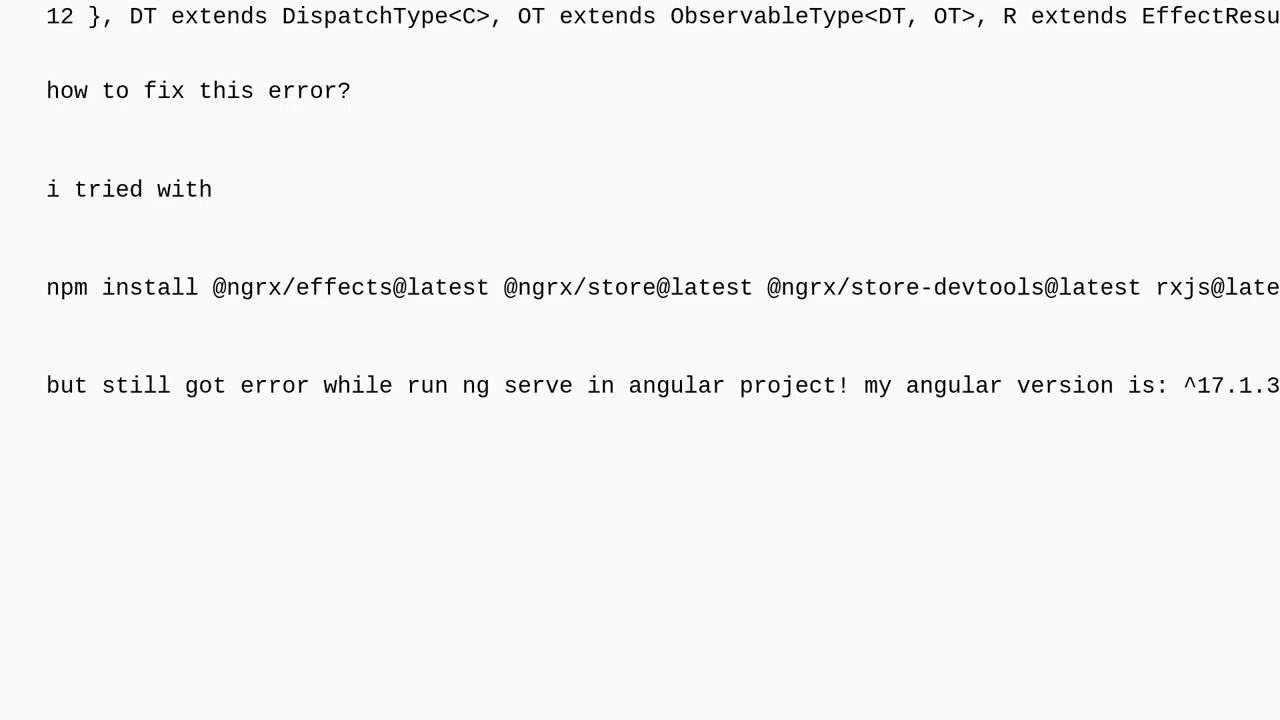 12 }, DT extends DispatchType<C>, OT extends ObservableType<DT, OT>, R extends EffectResu
how to fix this error?
i tried with
npm install @ngrx/effects@latest @ngrx/store@latest @ngrx/store-devtools@latest rxjs@late
but still got error while run ng serve in angular project! my angular version is: ^17.1.3